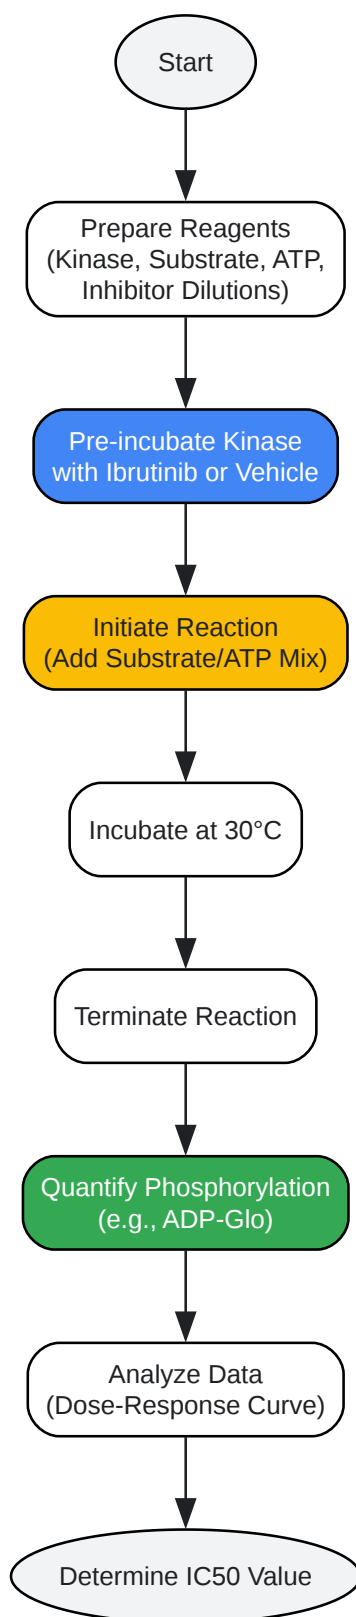 Start
Prepare Reagents
(Kinase, Substrate, ATP,
Inhibitor Dilutions)
Pre-incubate Kinase
with Ibrutinib or Vehicle
Initiate Reaction
(Add Substrate/ATP Mix)
Incubate at 30°C
Terminate Reaction
Quantify Phosphorylation
(e.g., ADP-Glo)
Analyze Data
(Dose-Response Curve)
Determine IC50 Value